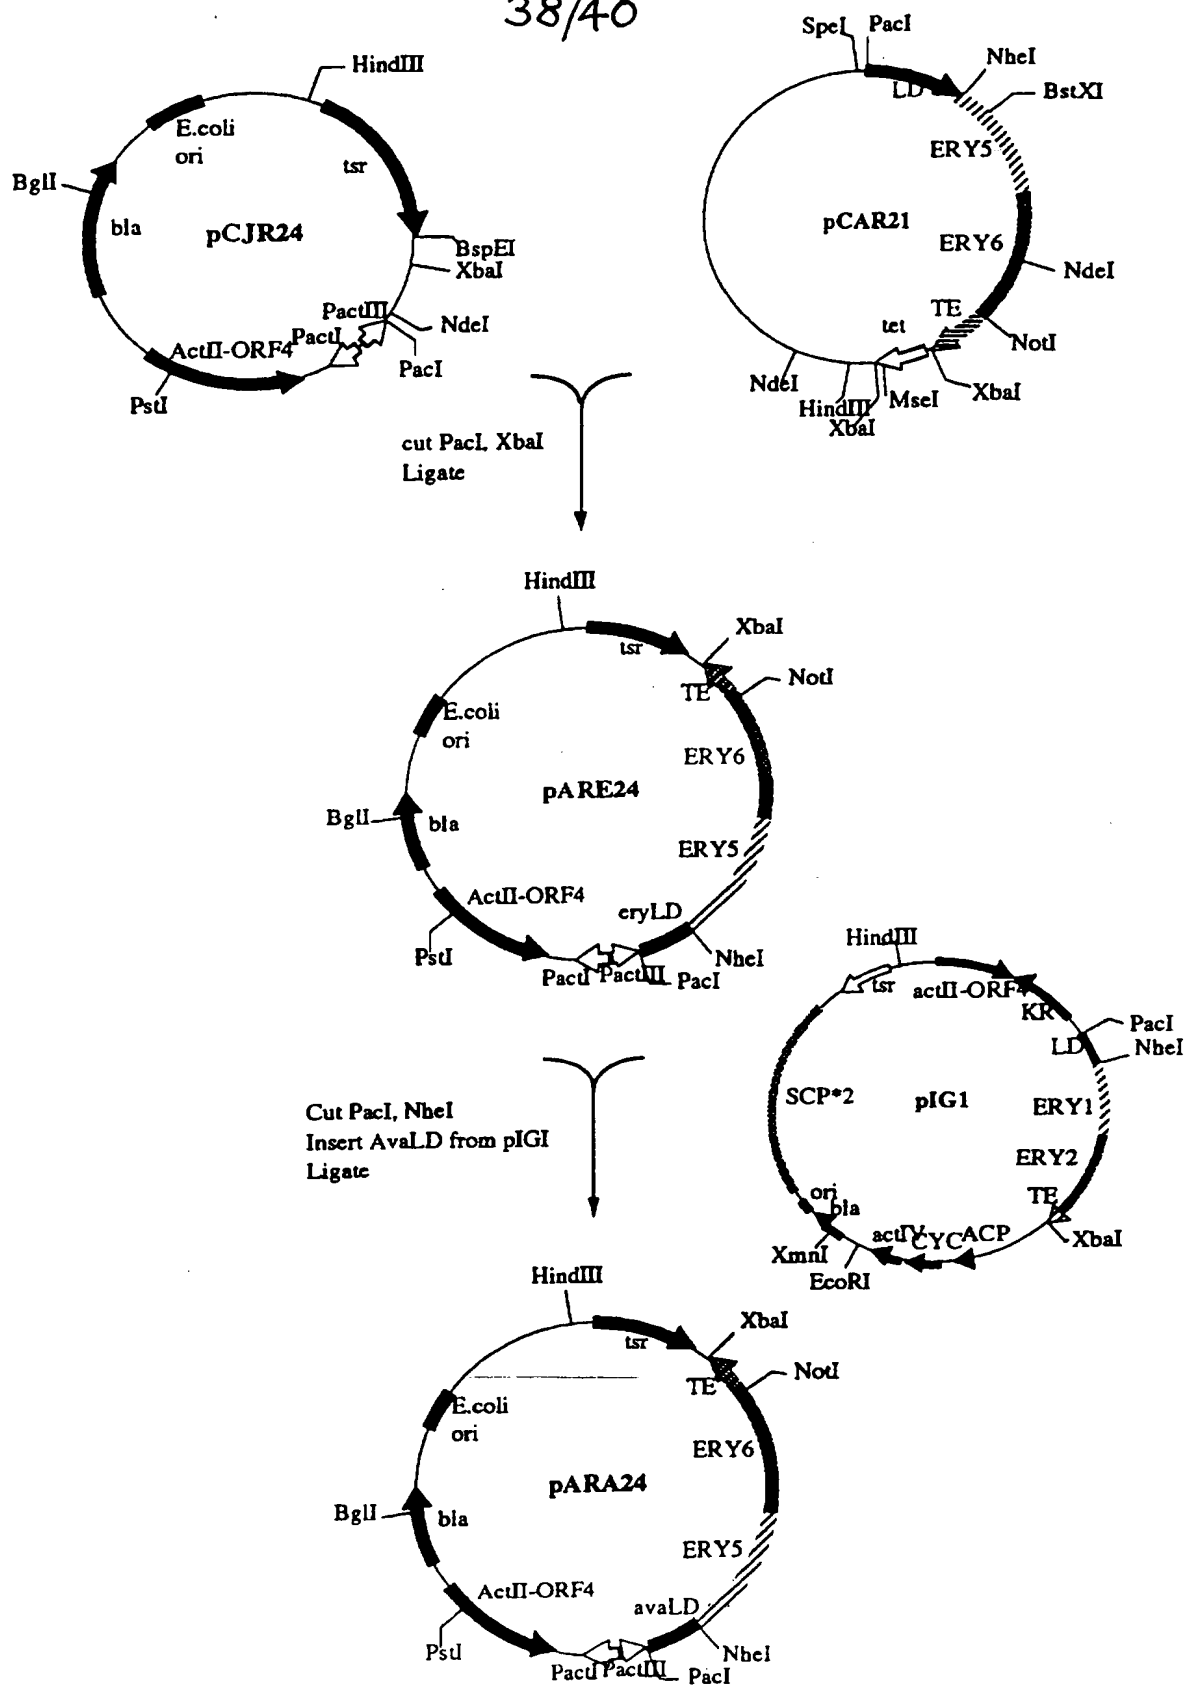 38/40
HindIII
E.coli
ori
tsr
BglI
bla
pCJR24
BspEI
XbaI
PactIII
NdeI
PactI
ActII-ORF4
PacI
PstI
SpeI
PacI
NheI
LD
BstXI
ERY5
pCAR21
ERY6
NdeI
TE
tet
NotI
NdeI
XbaI
MseI
HindIII
XbaI
cut PacI, XbaI
Ligate
HindIII
tsr
XbaI
TE
NotI
E.coli
ori
ERY6
pARE24
BglI
bla
ERY5
ActII-ORF4
eryLD
PstI
NheI
PactI
PactIII
PacI
HindIII
tsr
actII-ORF4
KR
PacI
LD
NheI
SCP*2
pIG1
ERY1
ERY2
TE
ori
bla
actIV
CYC
ACP
XbaI
XmnI
EcoRI
Cut PacI, NheI
Insert AvaLD from pIGI
Ligate
HindIII
tsr
XbaI
TE
NotI
E.coli
ori
ERY6
pARA24
BglI
bla
ERY5
ActII-ORF4
avaLD
PstI
NheI
PactI
PactIII
PacI